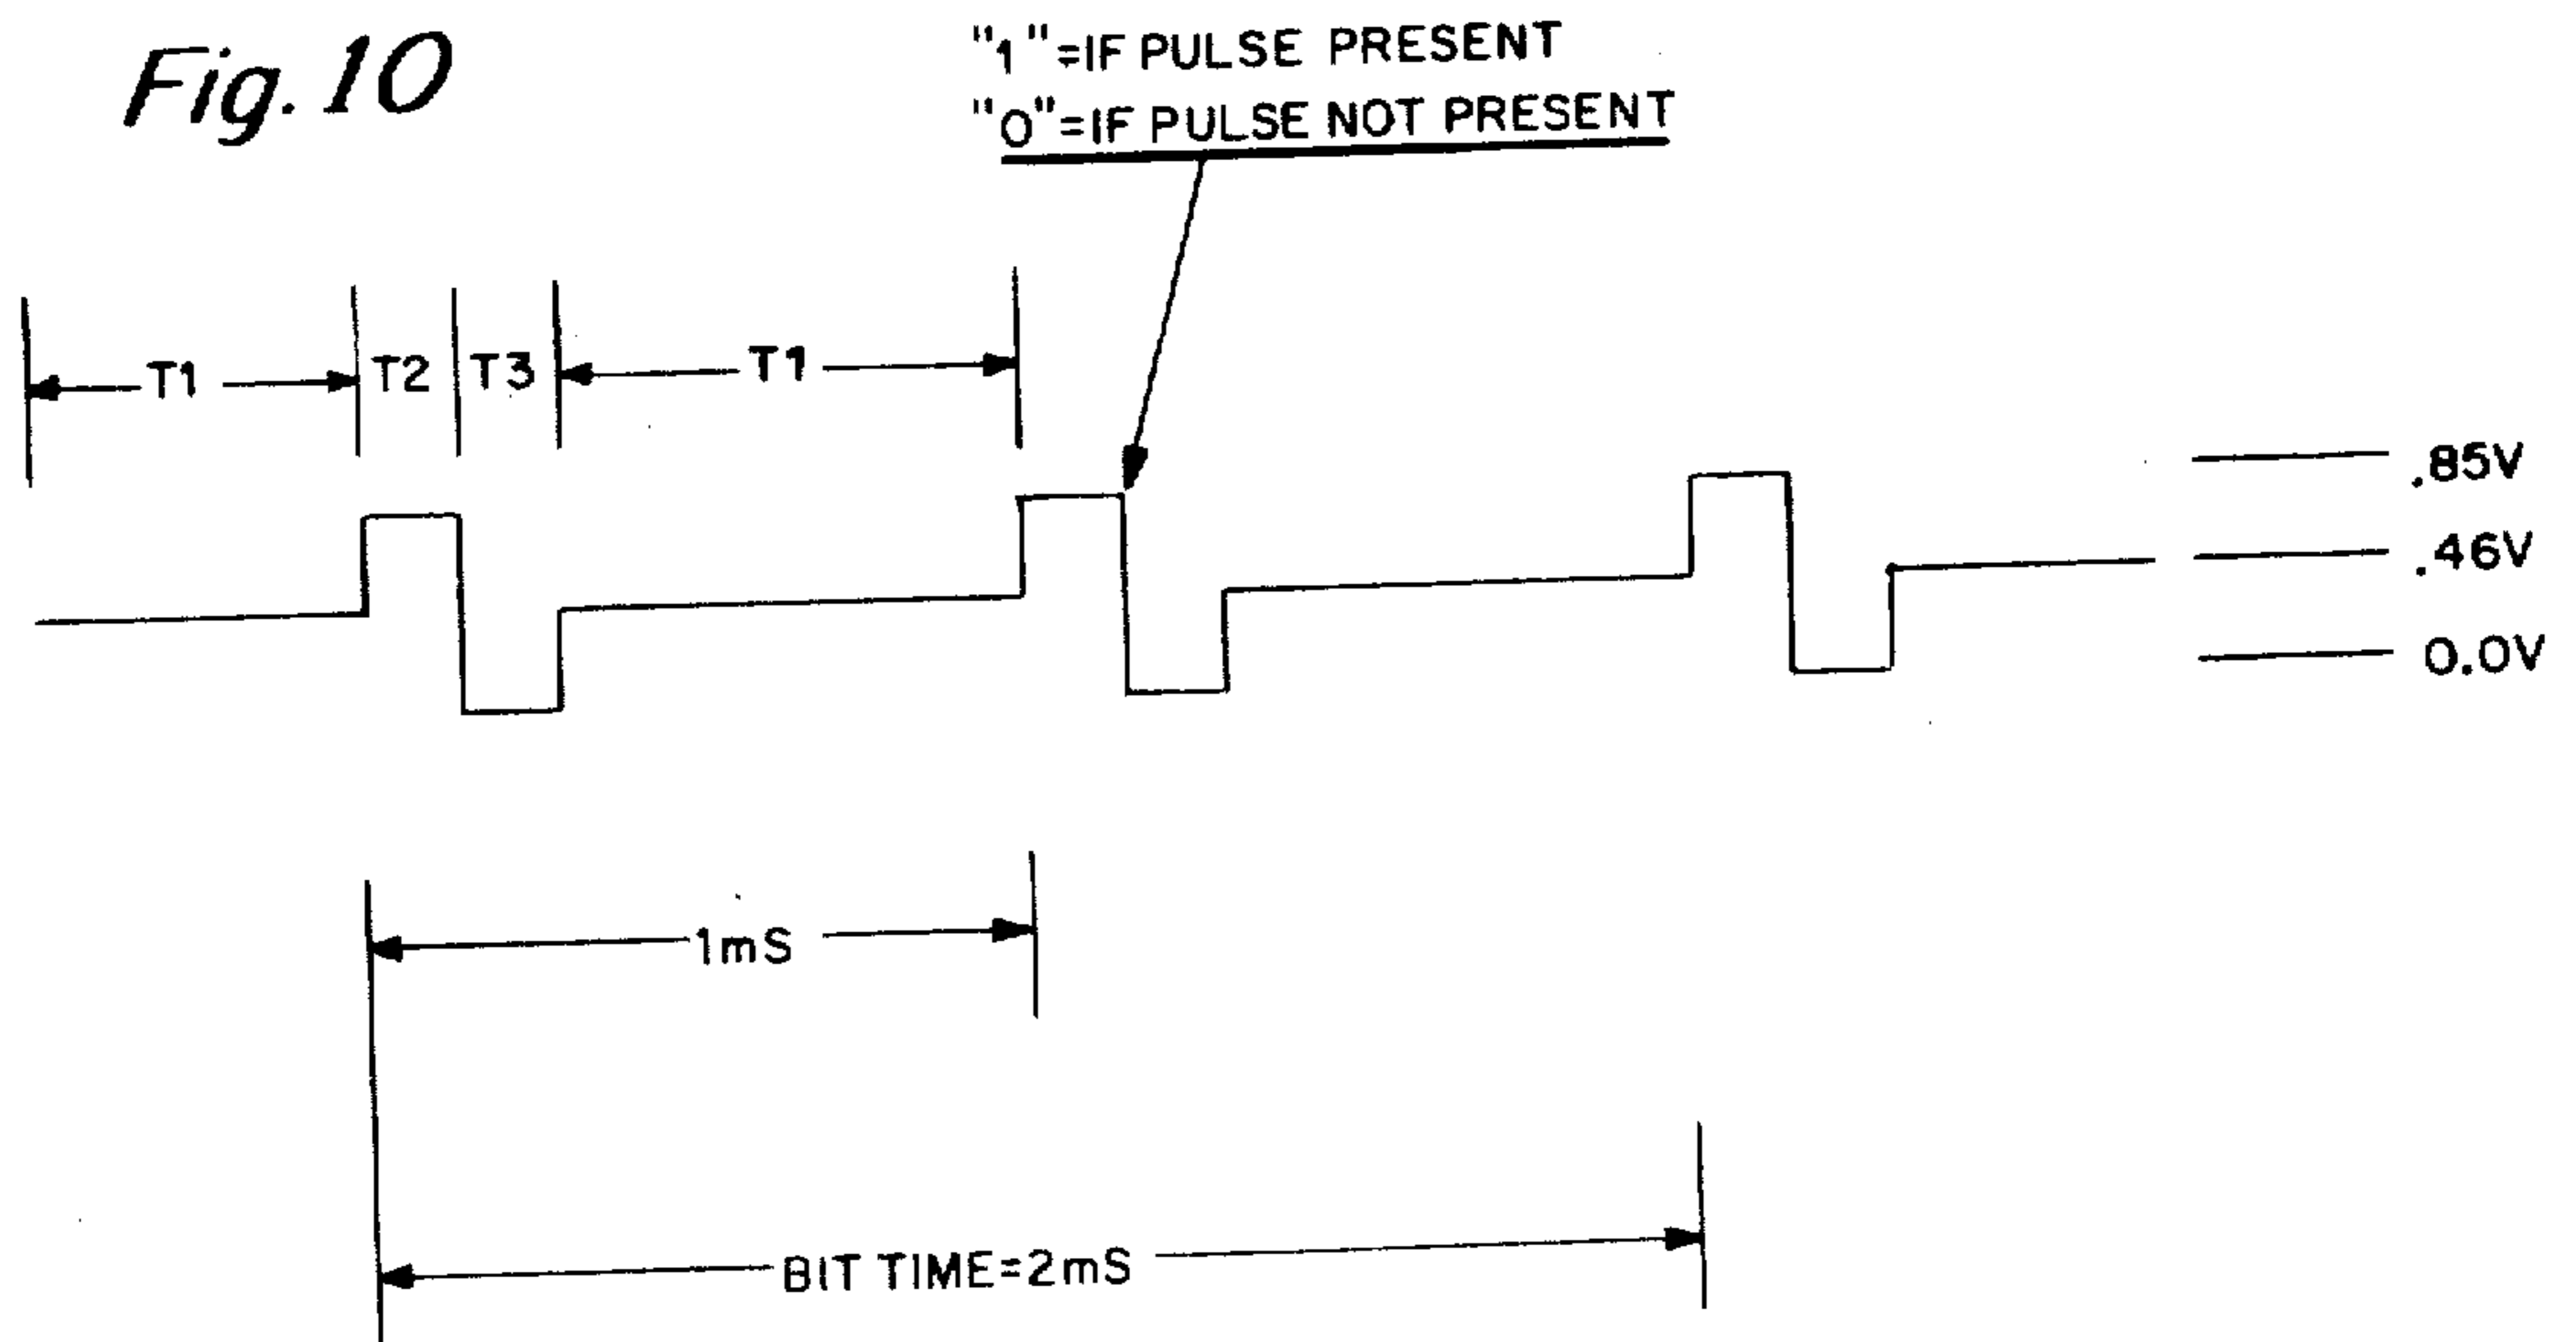 Fig. 10
"1"=IF PULSE PRESENT
"0"=IF PULSE NOT PRESENT
T1
T2
T3
T1
.85V
.46V
0.0V
1mS
BIT TIME=2mS